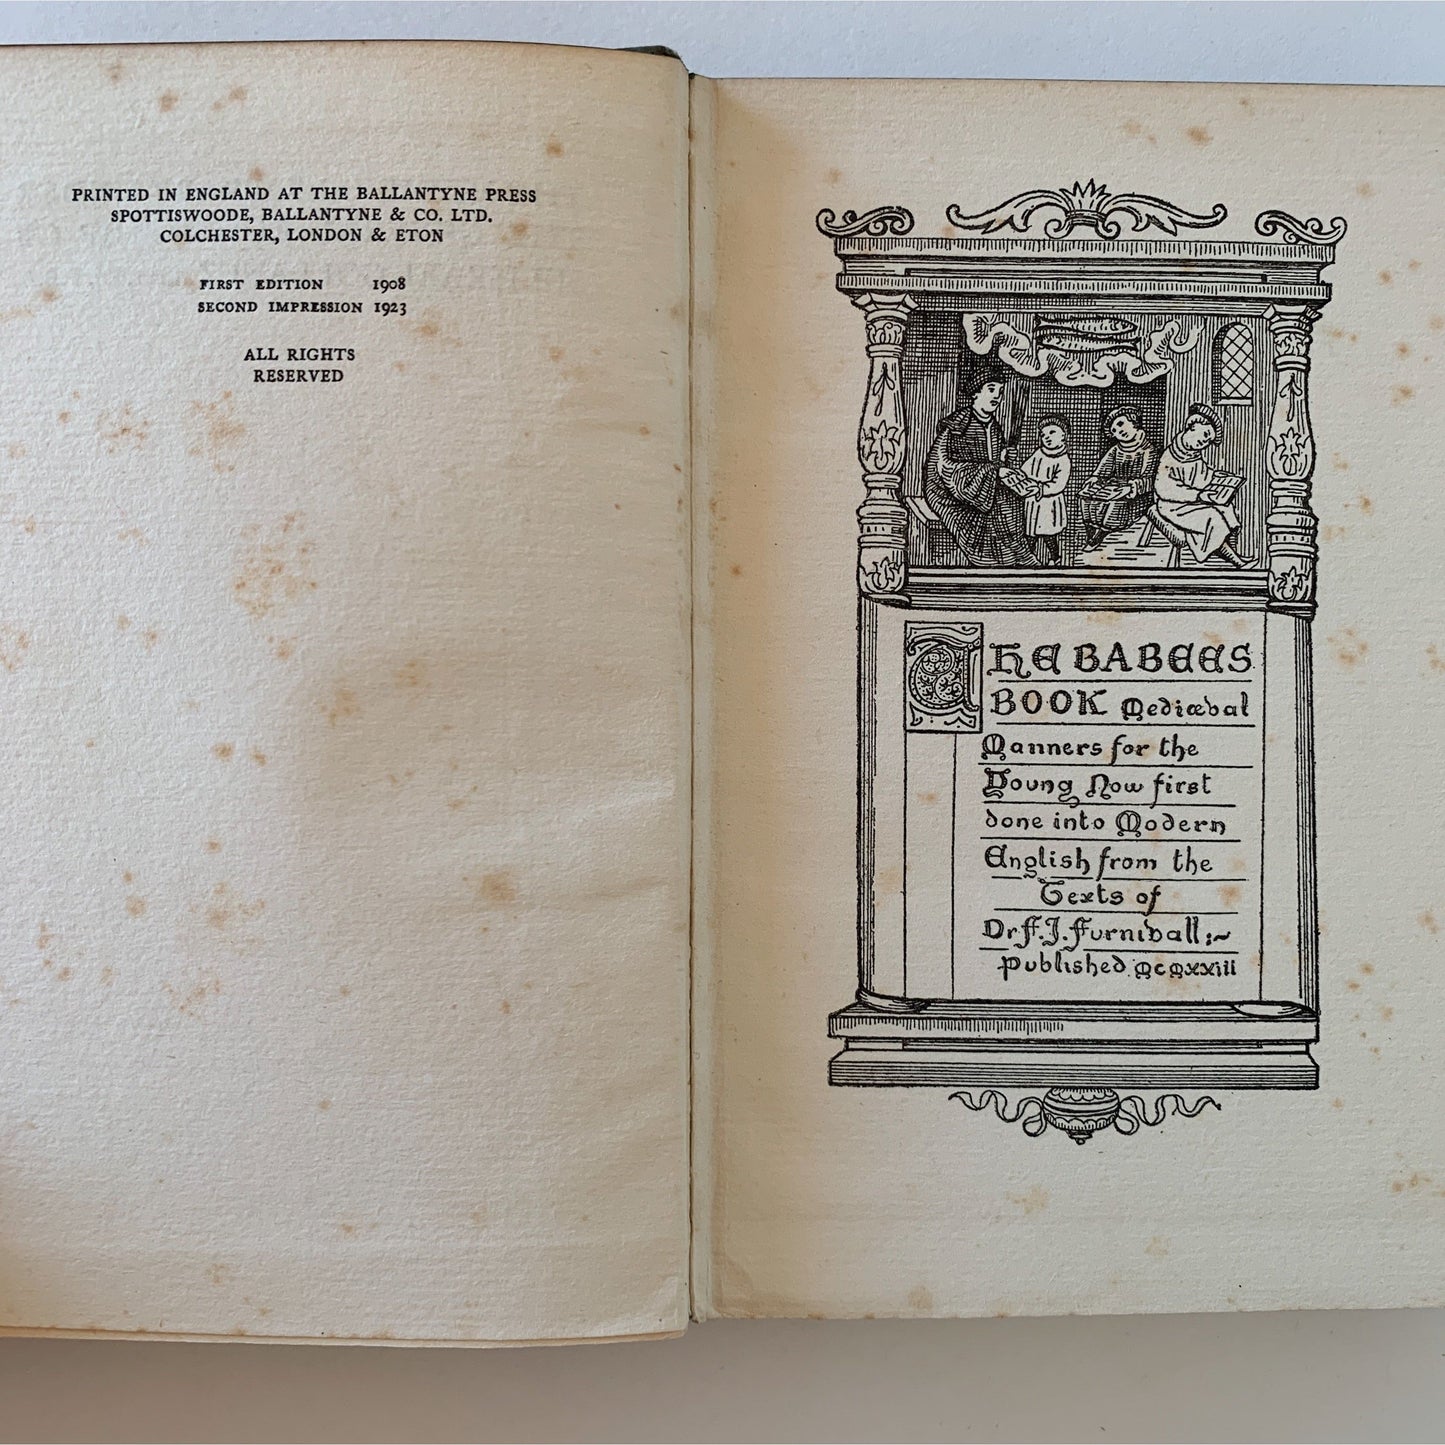 PRINTED IN ENGLAND AT THE BALLANTYNE PRESS
SPOTTISWOODE, BALLANTYNE & CO. LTD.
COLCHESTER, LONDON & ETON
FIRST EDITION 1908
SECOND IMPRESSION 1923
ALL RIGHTS
RESERVED
THE BABEES
BOOK Mediæval
Manners for the
Young Now first
done into Modern
English from the
Texts of
Dr F. J. Furnivall :~
Published MCMXXIII